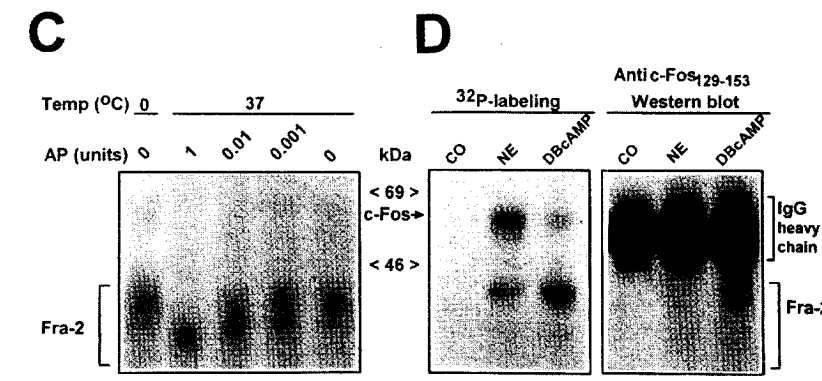 C
D
Temp (ºC) 0 37
AP (units) 0 1 0.01 0.001 0
Fra-2
kDa
< 69 >
c-Fos
< 46 >
32P-labeling
CO NE DBcAMP
Anti c-Fos129-153
Western blot
CO NE DBcAMP
IgG
heavy
chain
Fra-2